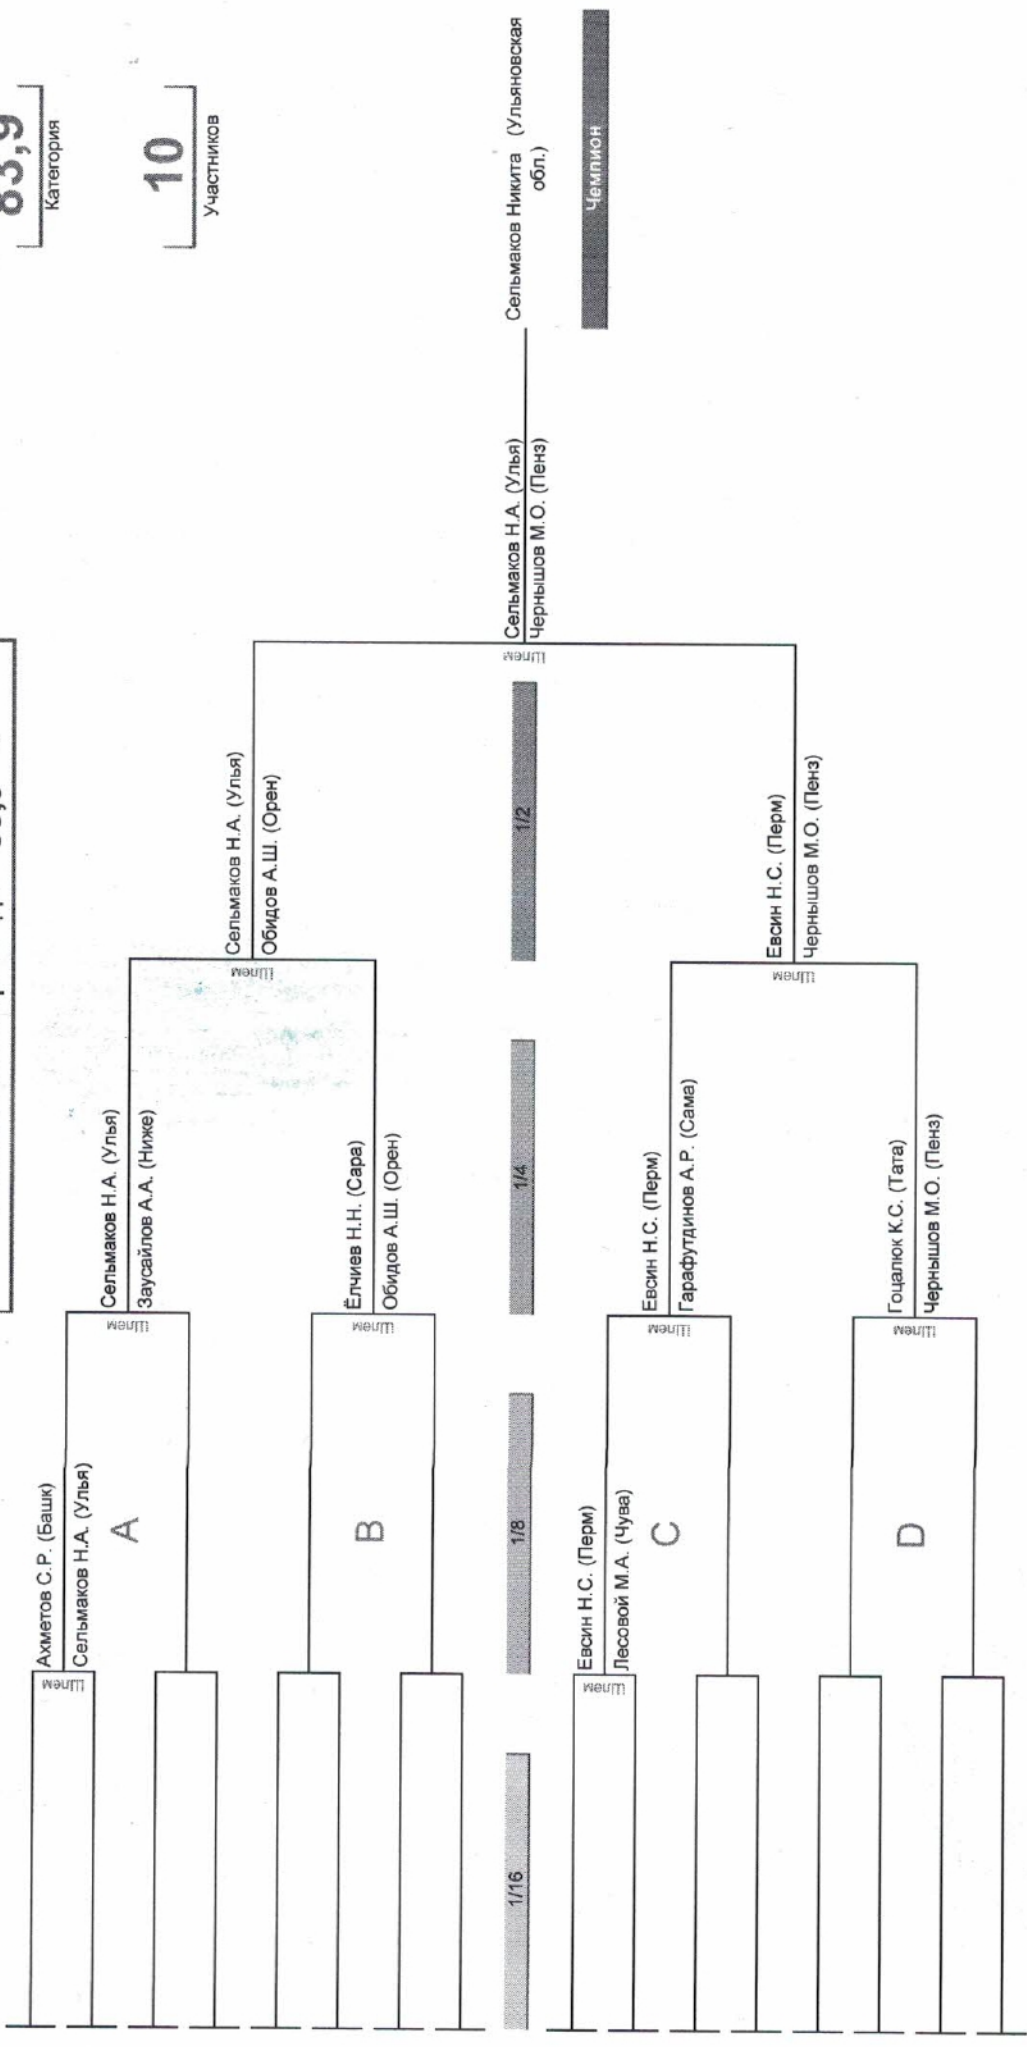 83,9
Категория
10
Участников
Ахметов С.Р. (Башк)
Сельмаков Н.А. (Улья)
Шлем
A
Сельмаков Н.А. (Улья)
Заусайлов А.А. (Ниже)
Шлем
B
Ёлчиев Н.Н. (Сара)
Обидов А.Ш. (Орен)
Шлем
Сельмаков Н.А. (Улья)
Обидов А.Ш. (Орен)
Шлем
1/16
1/8
1/4
1/2
Шлем
Сельмаков Н.А. (Улья)
Чернышов М.О. (Пенз)
Сельмаков Никита (Ульяновская
обл.)
Чемпион
Евсин Н.С. (Перм)
Лесовой М.А. (Чува)
Шлем
C
Евсин Н.С. (Перм)
Гарафутдинов А.Р. (Сама)
Шлем
D
Гоцалюк К.С. (Тата)
Чернышов М.О. (Пенз)
Шлем
Евсин Н.С. (Перм)
Чернышов М.О. (Пенз)
Шлем